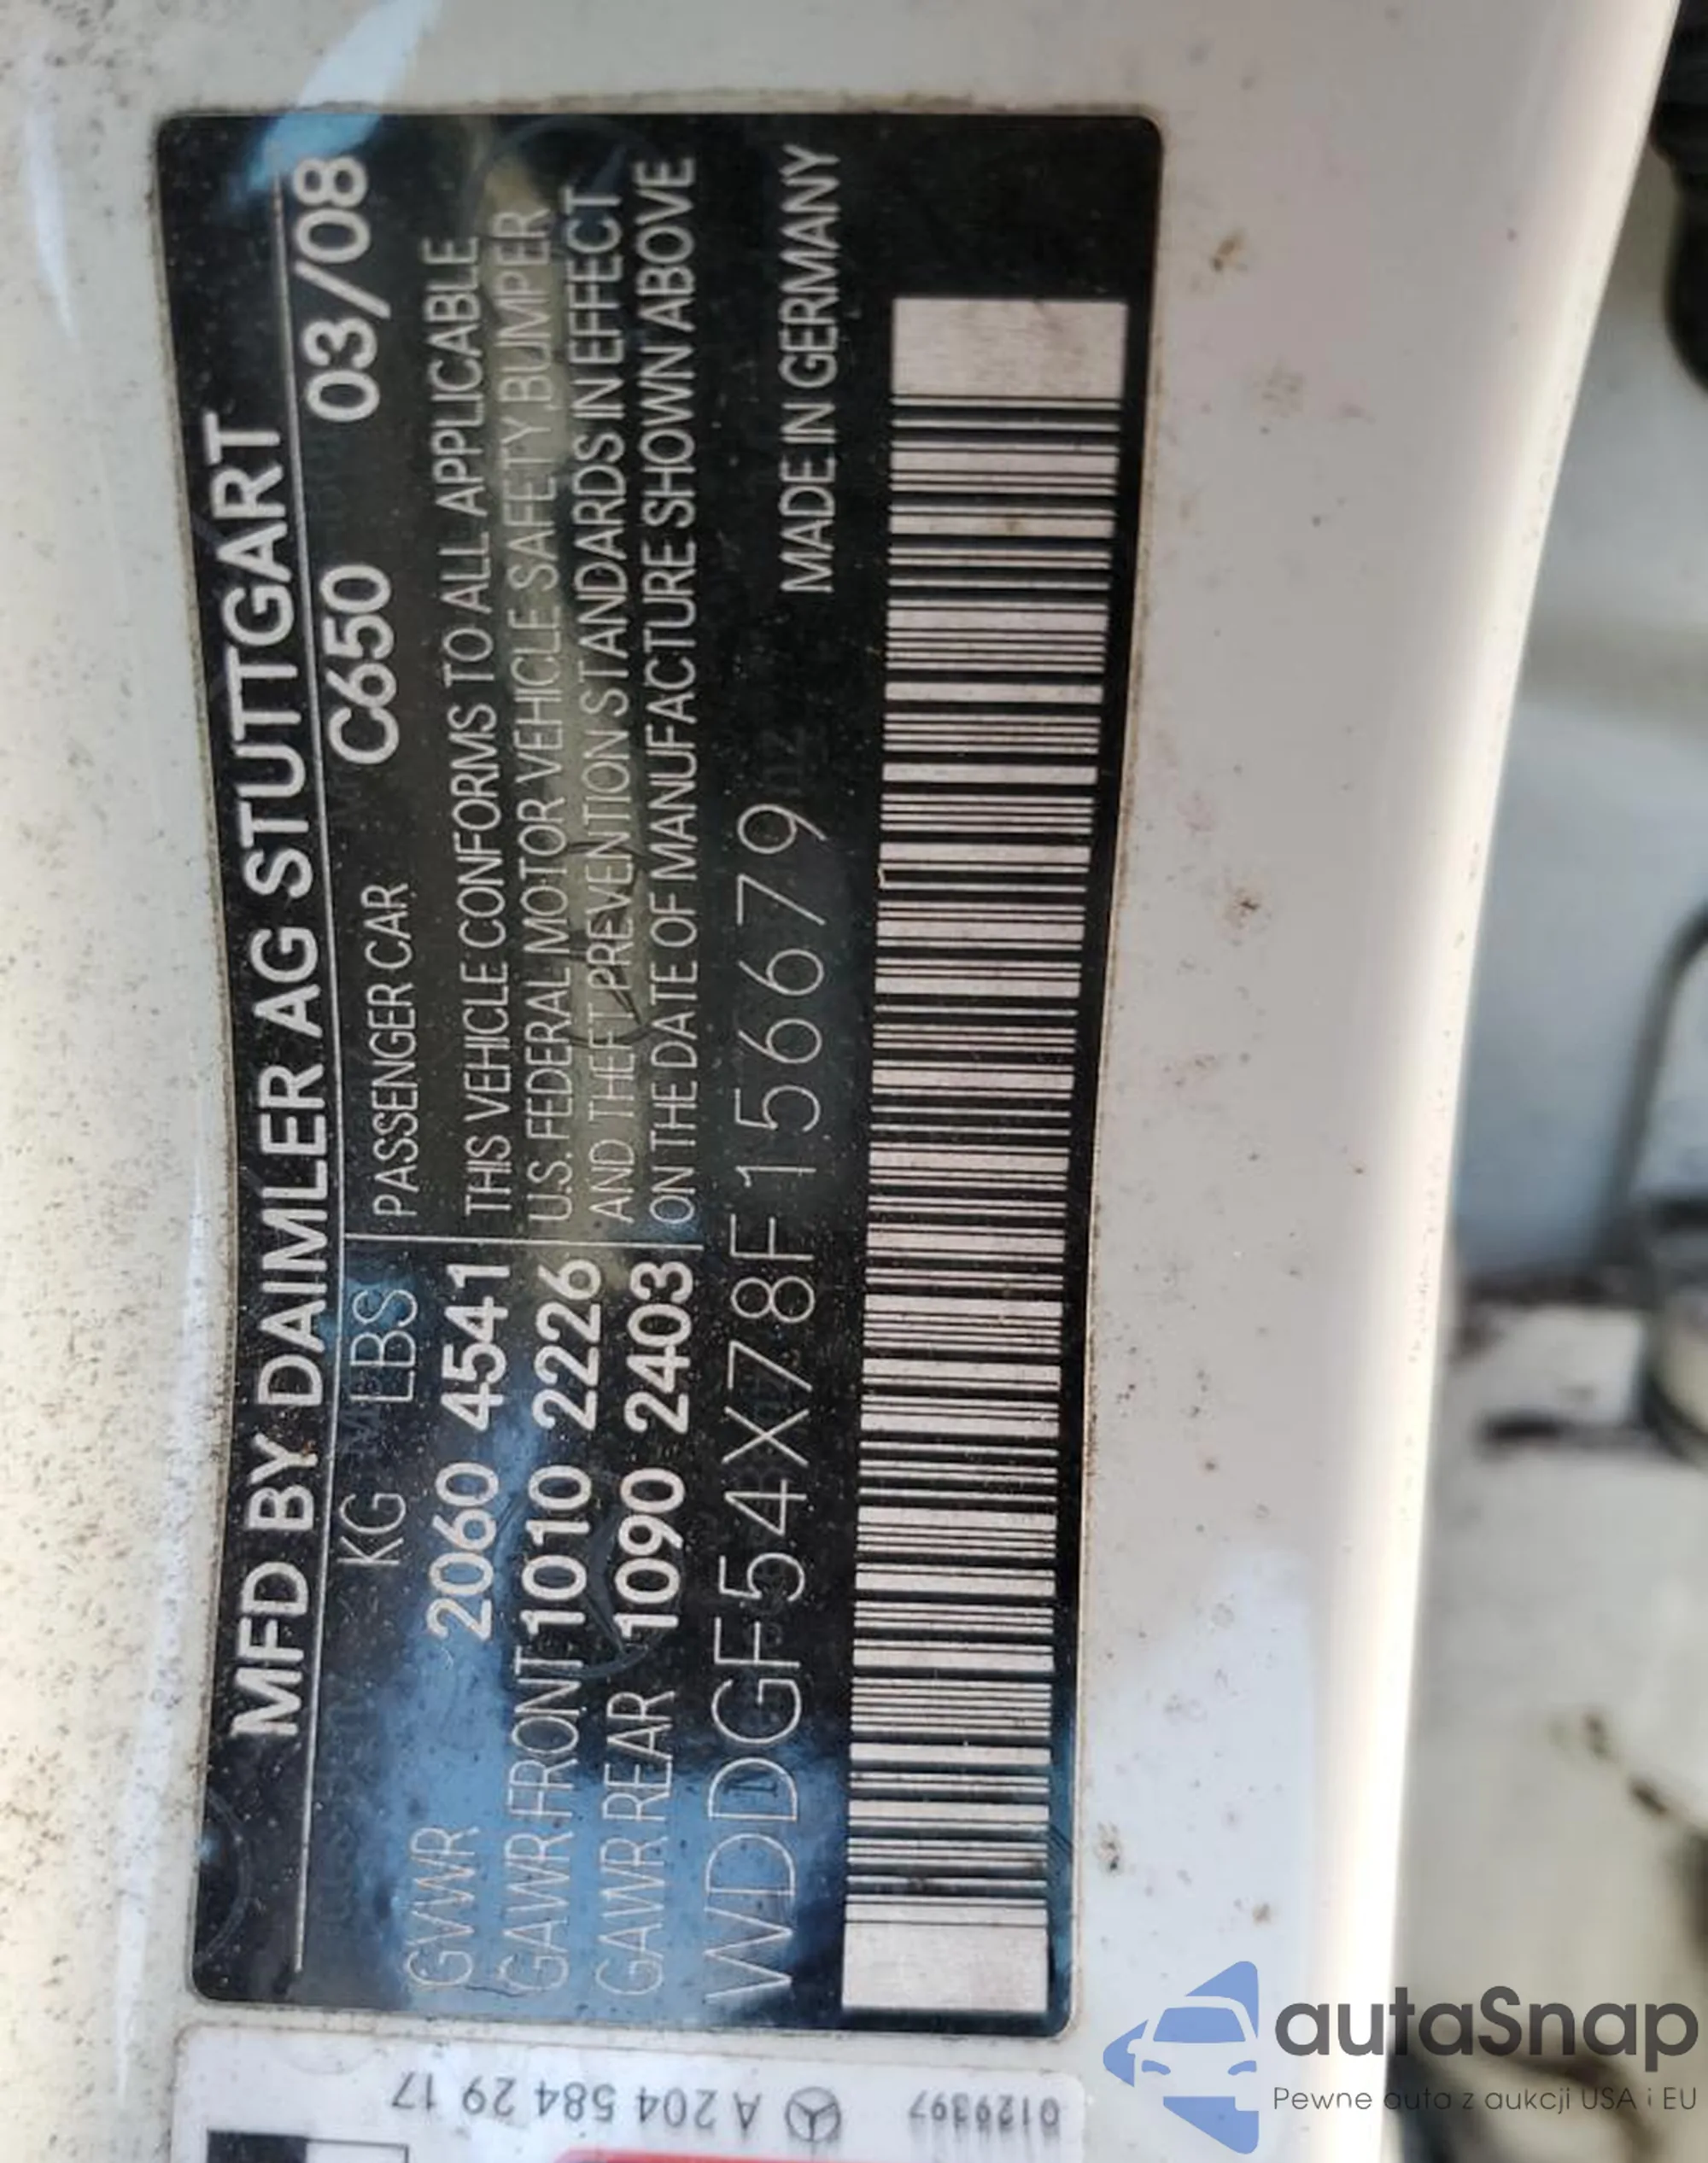 MFD BY DAIMLER AG STUTTGART
KG LBS PASSENGER CAR C650 03/08
GVWR 2060 4541 THIS VEHICLE CONFORMS TO ALL APPLICABLE
GAWR FRONT 1010 2226 U.S. FEDERAL MOTOR VEHICLE SAFETY, BUMPER
GAWR REAR 1090 2403 AND THEFT PREVENTION STANDARDS IN EFFECT
ON THE DATE OF MANUFACTURE SHOWN ABOVE
WDDGF54X78F156679 MADE IN GERMANY
0129397 A 204 584 29 17
autaSnap
Pewne auta z aukcji USA i EU